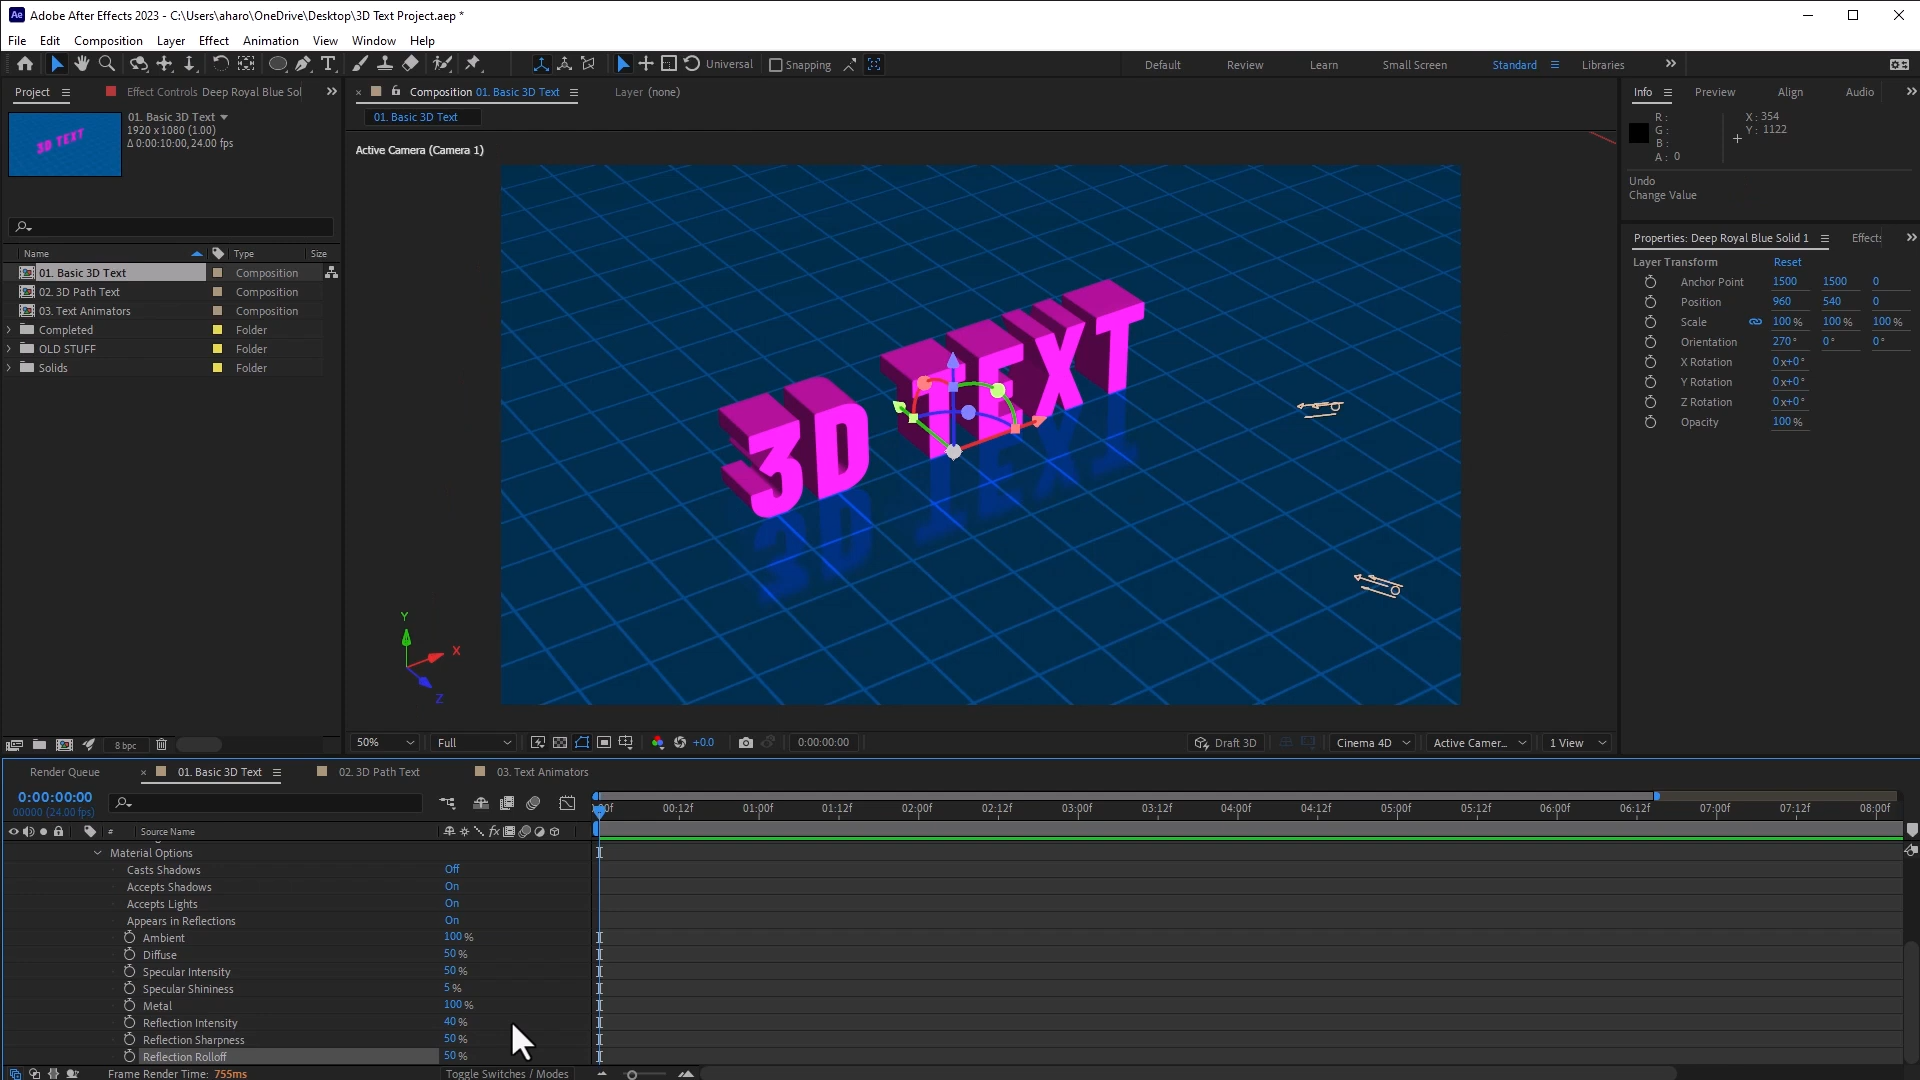 Adobe After Effects 2023 - C:\Users\aharo\OneDrive\Desktop\3D Text Project.aep *
File Edit Composition Layer Effect Animation View Window Help
Universal Snapping Default Review Learn Small Screen Standard Libraries
Project Effect Controls Deep Royal Blue Sol
Composition 01. Basic 3D Text Layer (none)
01. Basic 3D Text
1920 x 1080 (1.00)
Δ 0:00:10:00, 24.00 fps
01. Basic 3D Text
Active Camera (Camera 1)
Name Type Size
01. Basic 3D Text Composition
02. 3D Path Text Composition
03. Text Animators Composition
Completed Folder
OLD STUFF Folder
Solids Folder
3D TEXT
Y
X
Z
8 bpc
50% Full +0.0 0:00:00:00 Draft 3D Cinema 4D Active Camer... 1 View
Info Preview Align Audio
R :
G :
B :
A : 0
X : 354
Y : 1122
Undo
Change Value
Properties: Deep Royal Blue Solid 1 Effects
Layer Transform Reset
Anchor Point 1500 1500 0
Position 960 540 0
Scale 100 % 100 % 100 %
Orientation 270° 0° 0°
X Rotation 0x+0°
Y Rotation 0x+0°
Z Rotation 0x+0°
Opacity 100 %
Render Queue 01. Basic 3D Text 02. 3D Path Text 03. Text Animators
0:00:00:00
00000 (24.00 fps)
00:12f 01:00f 01:12f 02:00f 02:12f 03:00f 03:12f 04:00f 04:12f 05:00f 05:12f 06:00f 06:12f 07:00f 07:12f 08:00f
# Source Name
Material Options
Casts Shadows Off
Accepts Shadows On
Accepts Lights On
Appears in Reflections On
Ambient 100 %
Diffuse 50 %
Specular Intensity 50 %
Specular Shininess 5 %
Metal 100 %
Reflection Intensity 40 %
Reflection Sharpness 50 %
Reflection Rolloff 50 %
Frame Render Time: 755ms Toggle Switches / Modes